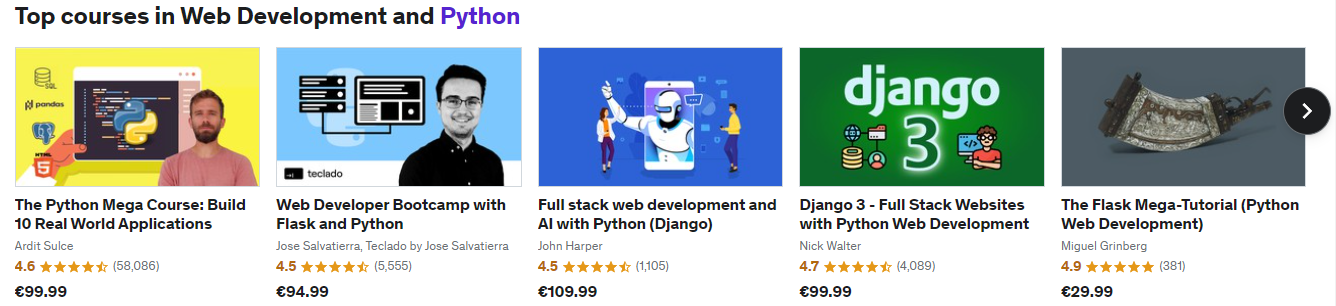 Top courses in Web Development and Python
SQL
pandas
HTML
teclado
PA
django
3
The Python Mega Course: Build
10 Real World Applications
Ardit Sulce
4.6 (58,086)
€99.99
Web Developer Bootcamp with
Flask and Python
Jose Salvatierra, Teclado by Jose Salvatierra
4.5 (5,555)
€94.99
Full stack web development and
AI with Python (Django)
John Harper
4.5 (1,105)
€109.99
Django 3 - Full Stack Websites
with Python Web Development
Nick Walter
4.7 (4,089)
€99.99
The Flask Mega-Tutorial (Python
Web Development)
Miguel Grinberg
4.9 (381)
€29.99